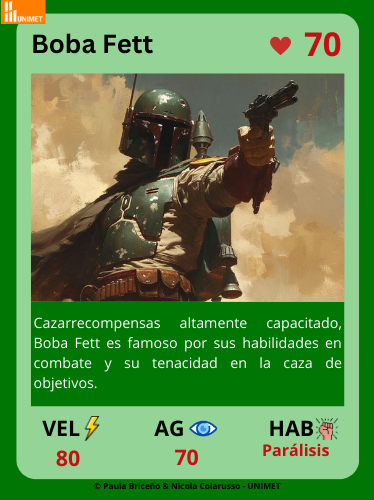 UNIMET
Boba Fett 70
Cazarrecompensas altamente capacitado,
Boba Fett es famoso por sus habilidades en
combate y su tenacidad en la caza de
objetivos.
VEL AG HAB
80 70 Parálisis
© Paula Briceño & Nicola Colarusso - UNIMET